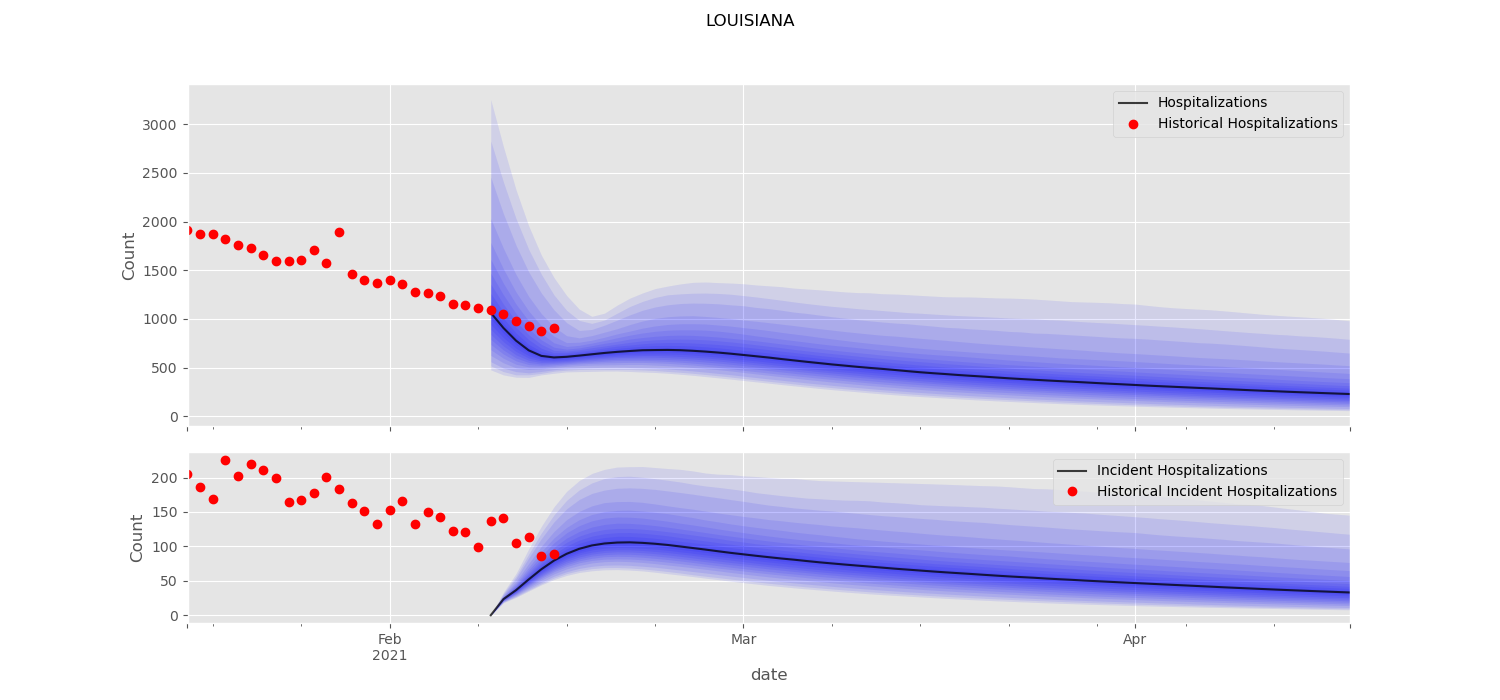 LOUISIANA
Hospitalizations
Historical Hospitalizations
3000
2500
2000
1500
1000
500
0
Count
Incident Hospitalizations
Historical Incident Hospitalizations
200
150
100
50
0
Count
Feb
2021
Mar
Apr
date